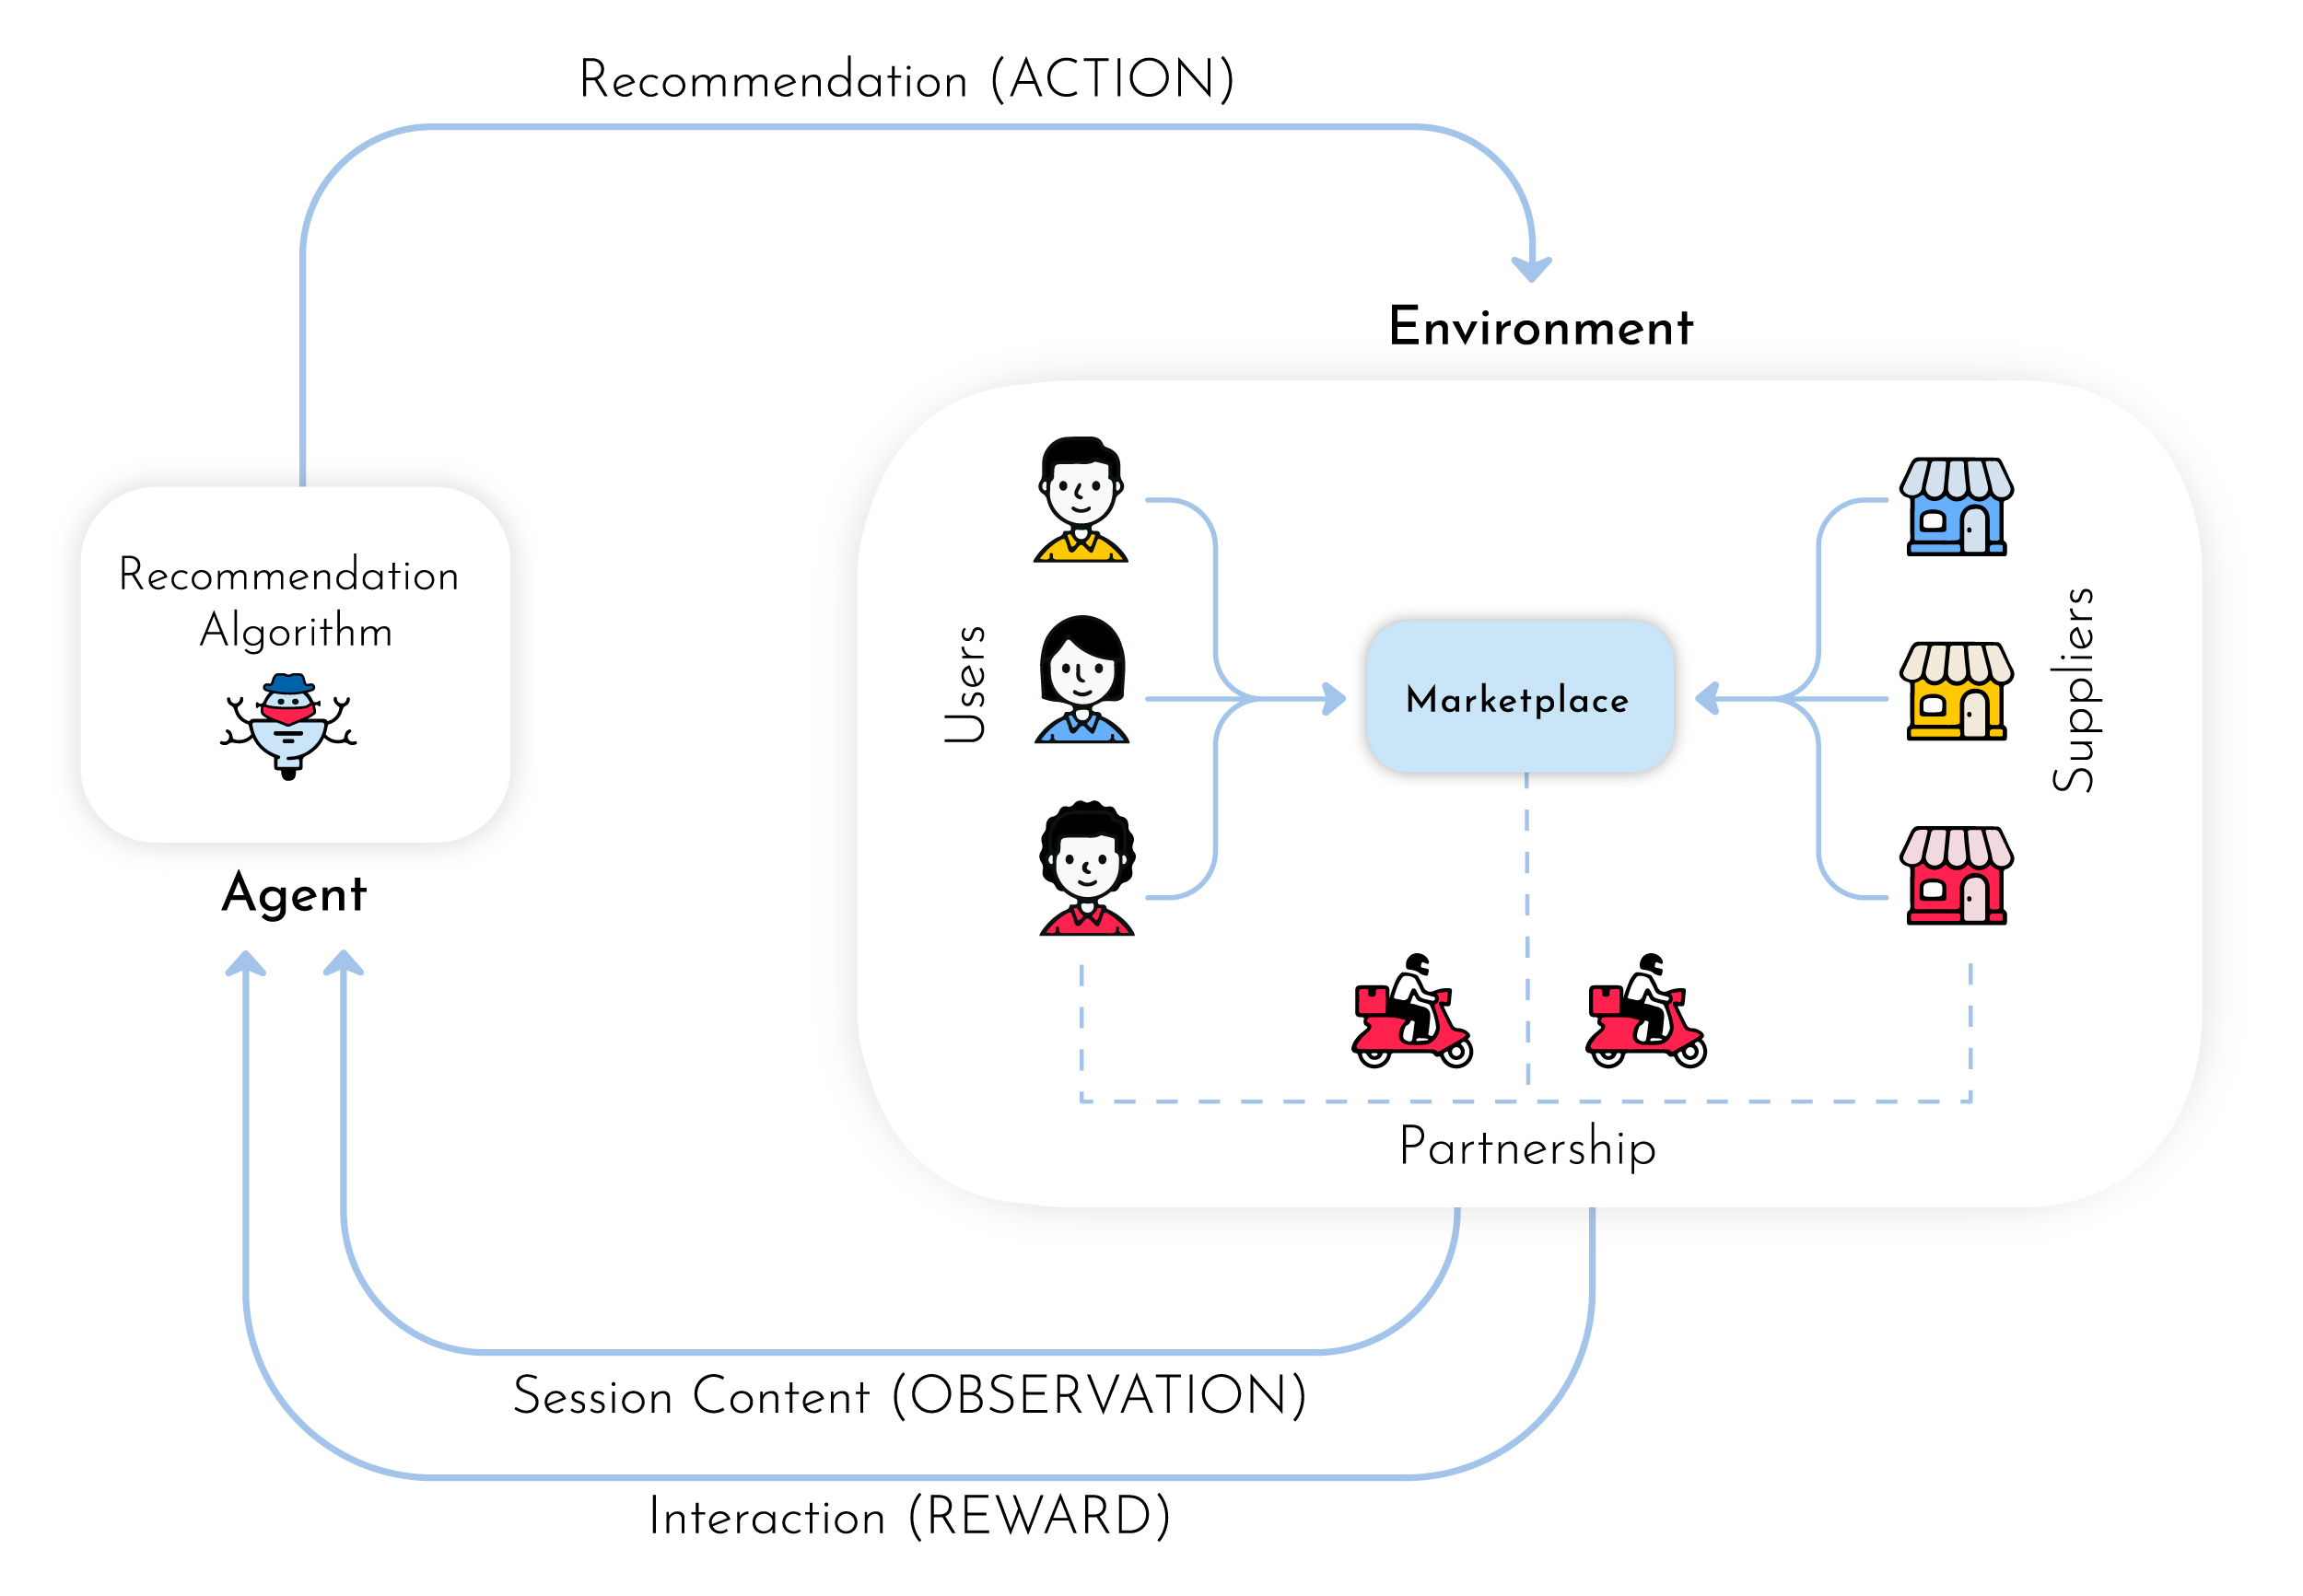 Recommendation (ACTION)
Environment
Recommendation
Algorithm
Agent
Users
Marketplace
Suppliers
Partnership
Session Content (OBSERVATION)
Interaction (REWARD)